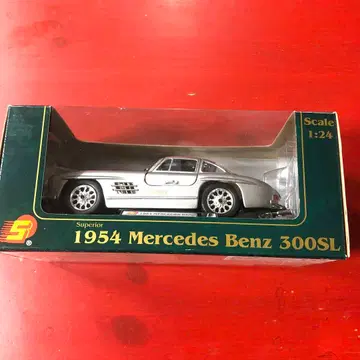 Scale
1:24
S®
Superior
1954 Mercedes Benz 300SL